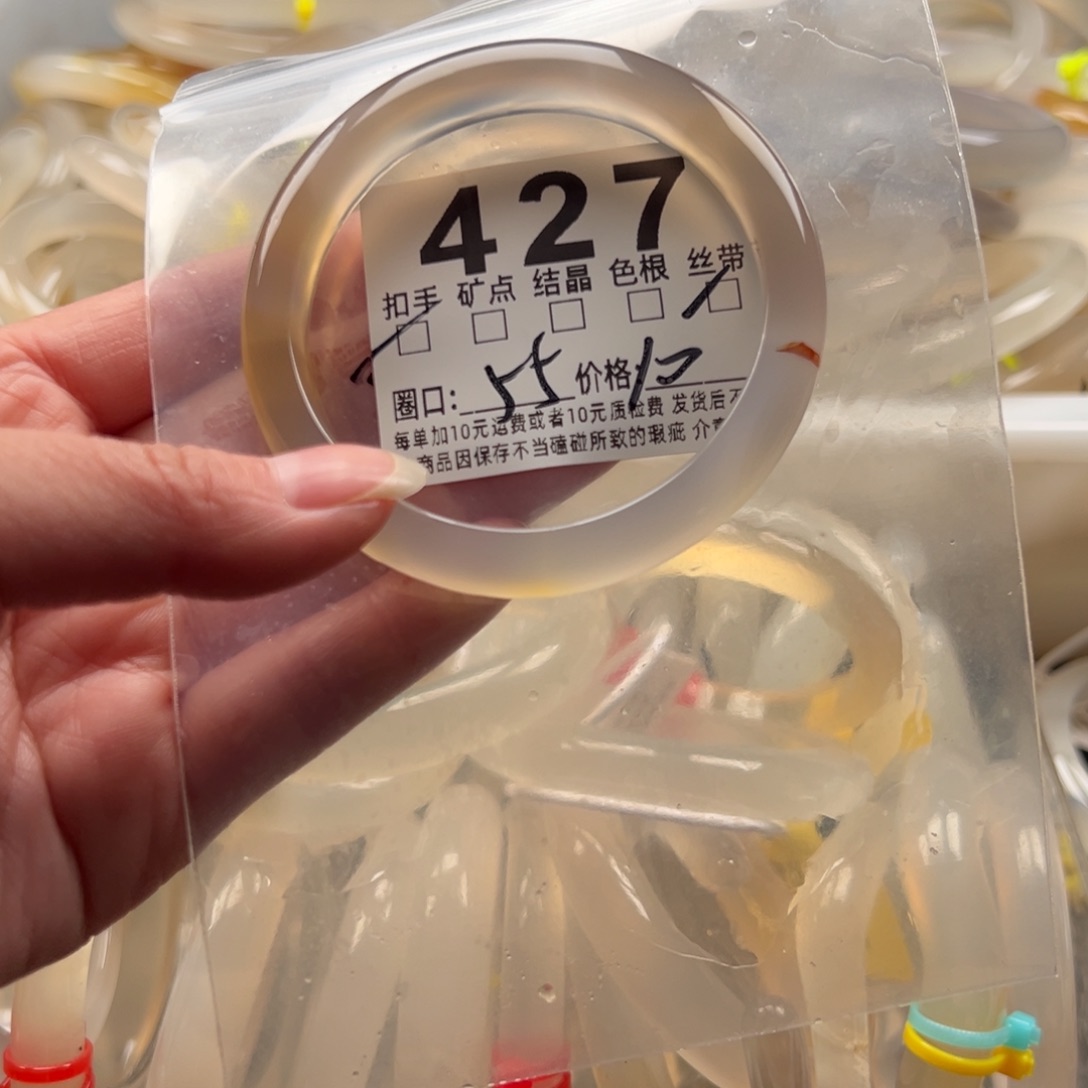 427
扣手 矿点 结晶 色根 丝带
圈口: 55 价格:
每单加10元运费或者10元质检费 发货后不
商品因保存不当磕碰所致的瑕疵 介